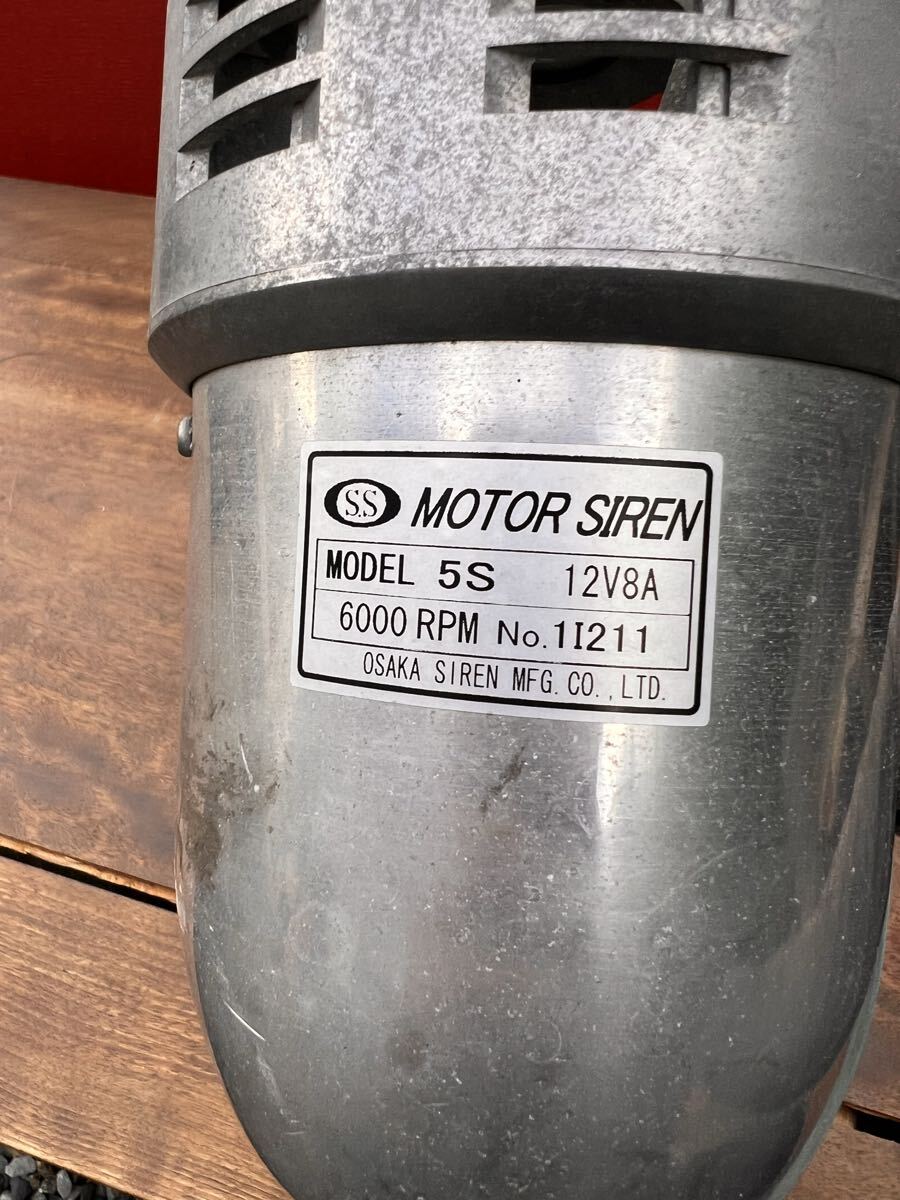 S.S MOTOR SIREN
MODEL 5S 12V8A
6000 RPM No.1I211
OSAKA SIREN MFG.CO.,LTD.